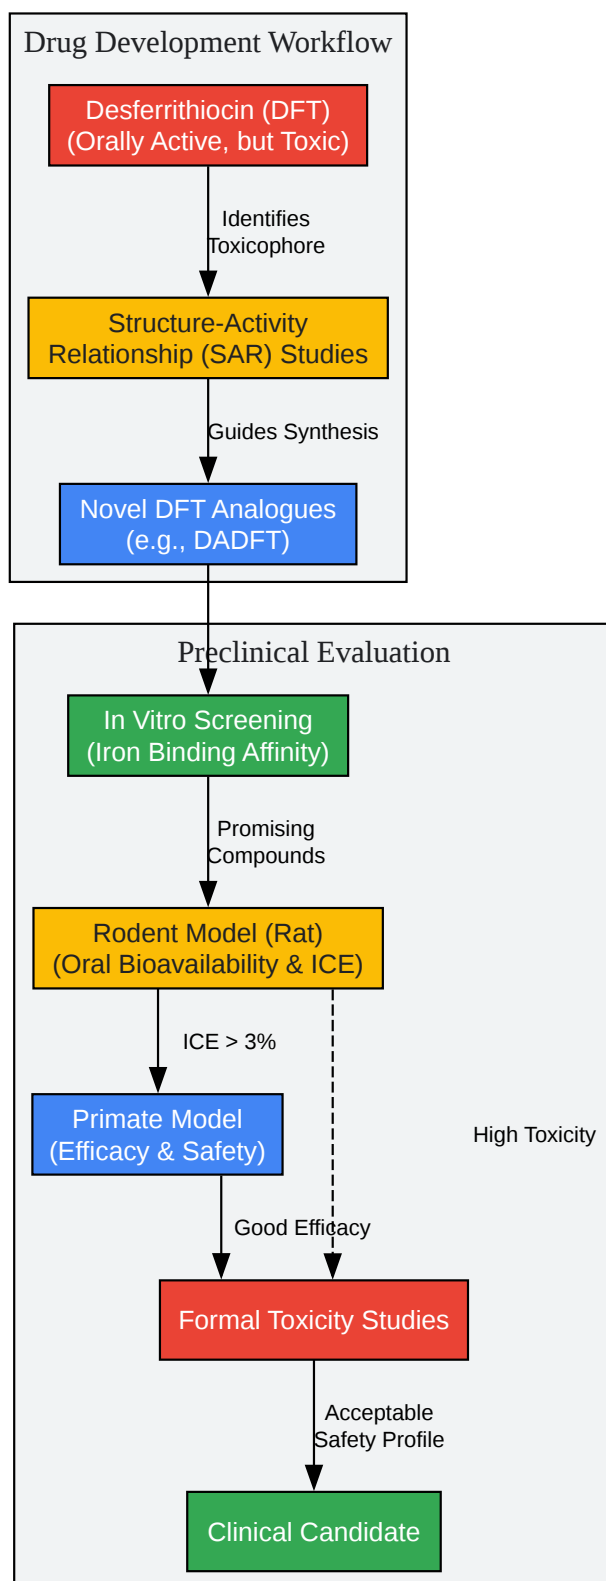 Drug Development Workflow
Desferrithiocin (DFT)
(Orally Active, but Toxic)
Identifies
Toxicophore
Structure-Activity
Relationship (SAR) Studies
Guides Synthesis
Novel DFT Analogues
(e.g., DADFT)
Preclinical Evaluation
In Vitro Screening
(Iron Binding Affinity)
Promising
Compounds
Rodent Model (Rat)
(Oral Bioavailability & ICE)
ICE > 3%
Primate Model
(Efficacy & Safety)
High Toxicity
Good Efficacy
Formal Toxicity Studies
Acceptable
Safety Profile
Clinical Candidate